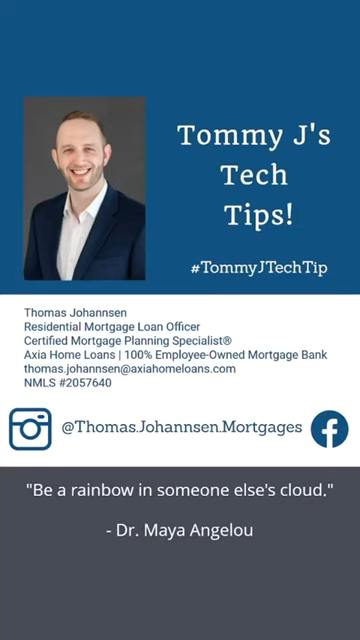 Tommy J's
Tech
Tips!
#TommyJTechTip
Thomas Johannsen
Residential Mortgage Loan Officer
Certified Mortgage Planning Specialist®
Axia Home Loans | 100% Employee-Owned Mortgage Bank
thomas.johannsen@axiahomeloans.com
NMLS #2057640
@Thomas.Johannsen.Mortgages
"Be a rainbow in someone else's cloud."
- Dr. Maya Angelou